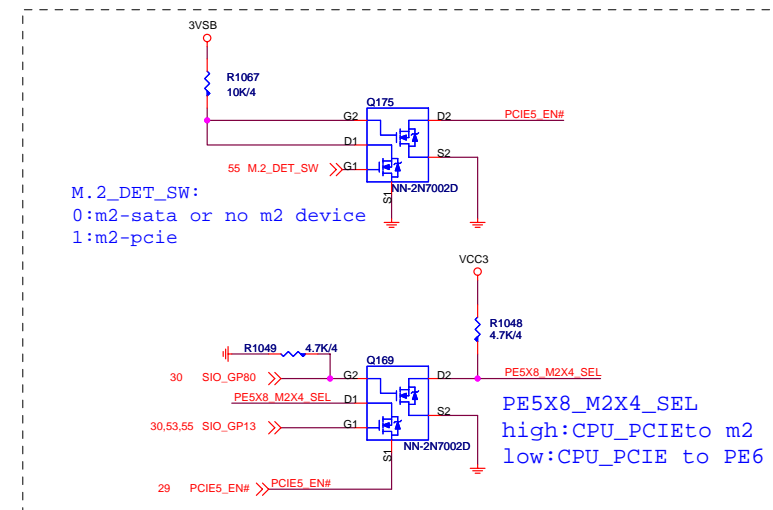 3VSB
R1067
10K/4
Q175
G2
D2
PCIE5_EN#
D1
S2
55 M.2_DET_SW
G1
NN-2N7002D
S1
M.2_DET_SW:
0:m2-sata or no m2 device
1:m2-pcie
VCC3
R1048
4.7K/4
R1049
4.7K/4
Q169
30 SIO_GP80
G2
D2
PE5X8_M2X4_SEL
PE5X8_M2X4_SEL
D1
S2
30,53,55 SIO_GP13
G1
NN-2N7002D
S1
PE5X8_M2X4_SEL
high:CPU_PCIEto m2
low:CPU_PCIE to PE6
29 PCIE5_EN#
PCIE5_EN#